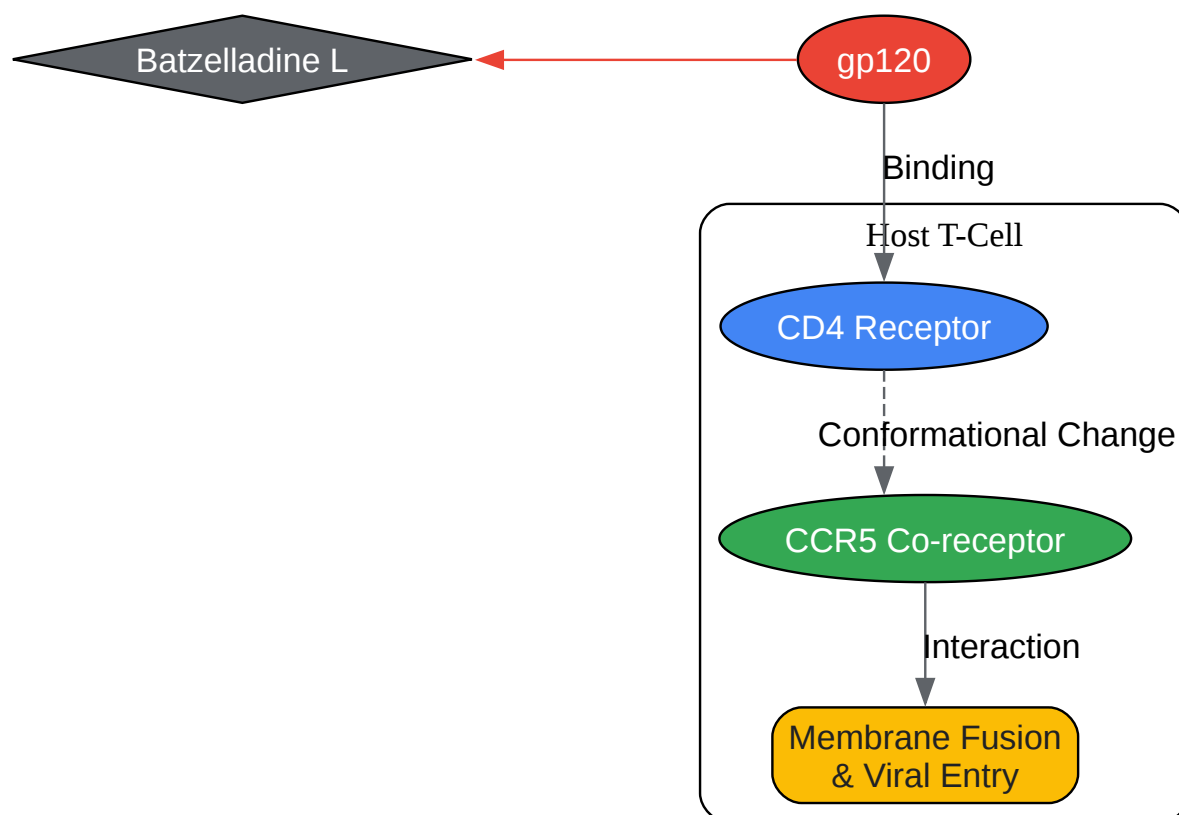 Batzelladine L
gp120
Binding
Host T-Cell
CD4 Receptor
Conformational Change
CCR5 Co-receptor
Interaction
Membrane Fusion
& Viral Entry